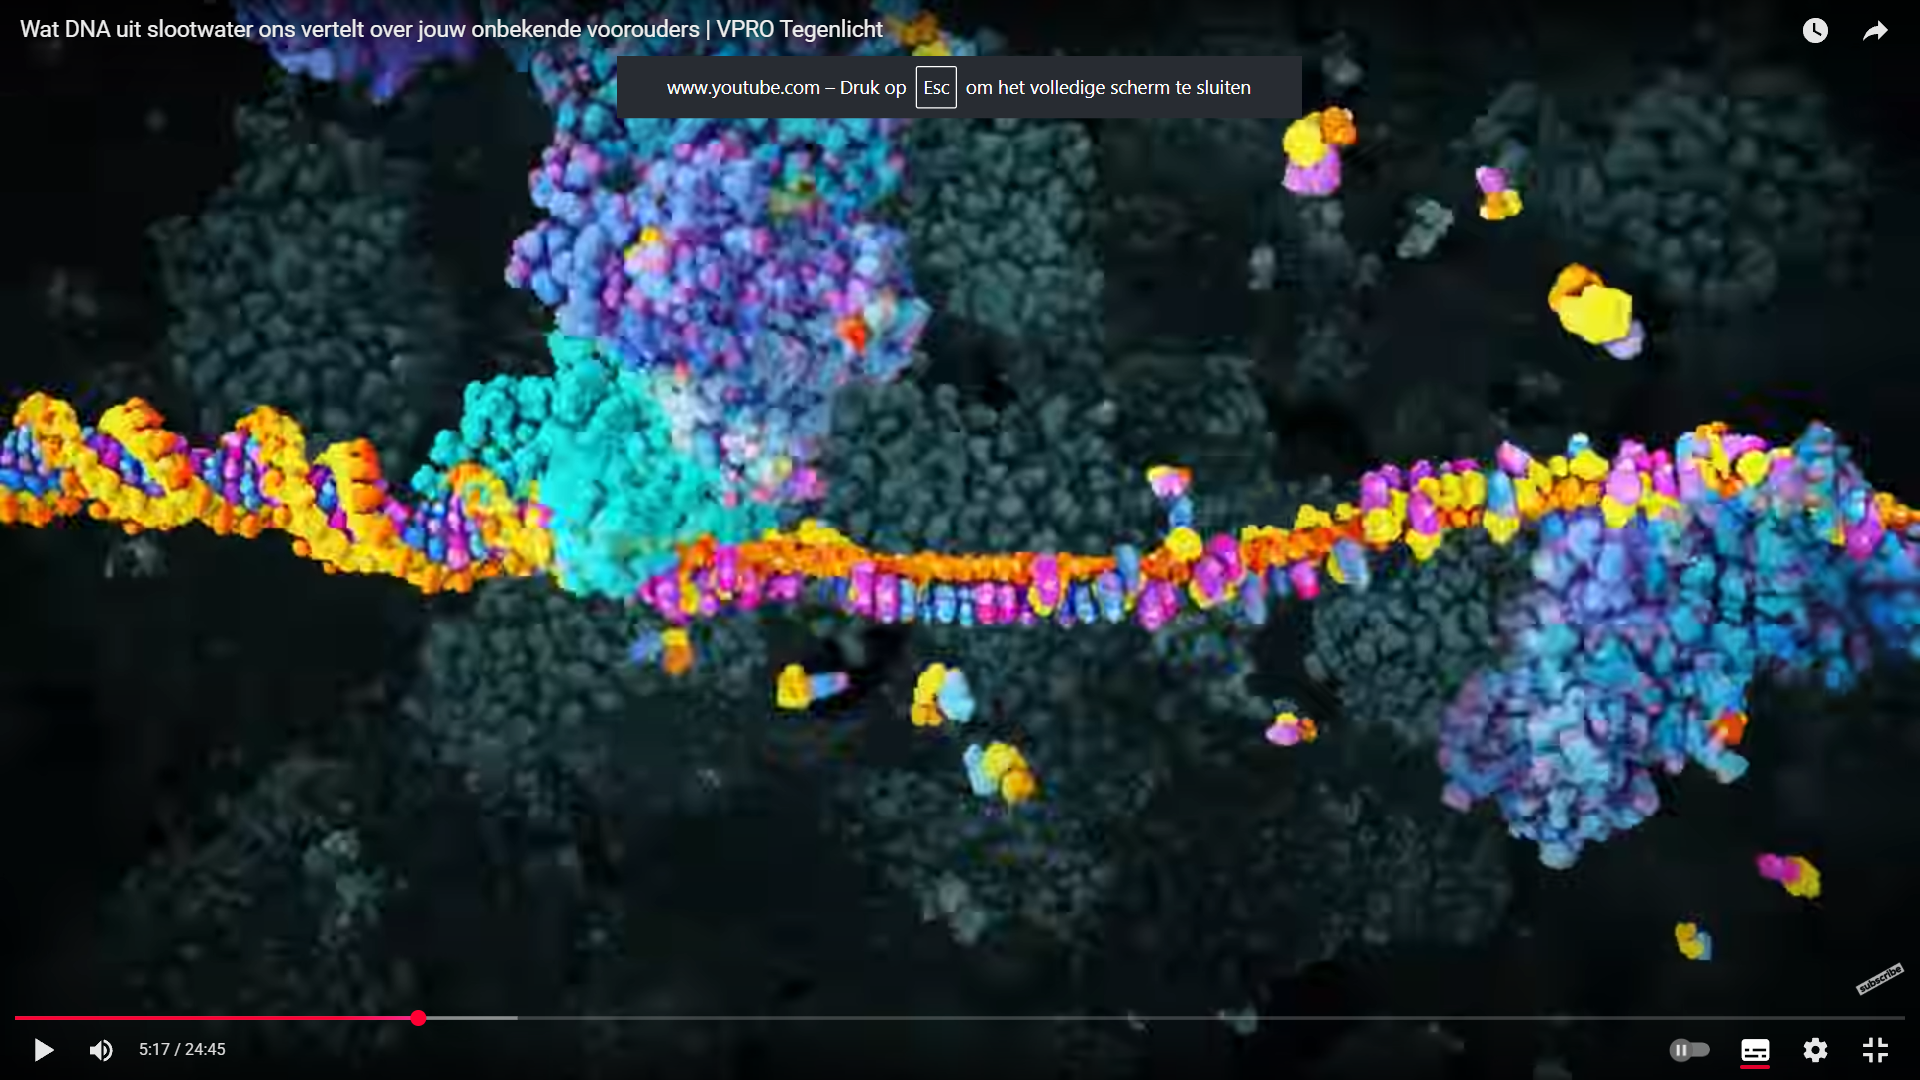 Wat DNA uit slootwater ons vertelt over jouw onbekende voorouders | VPRO Tegenlicht
www.youtube.com – Druk op Esc om het volledige scherm te sluiten
subscribe
5:17 / 24:45